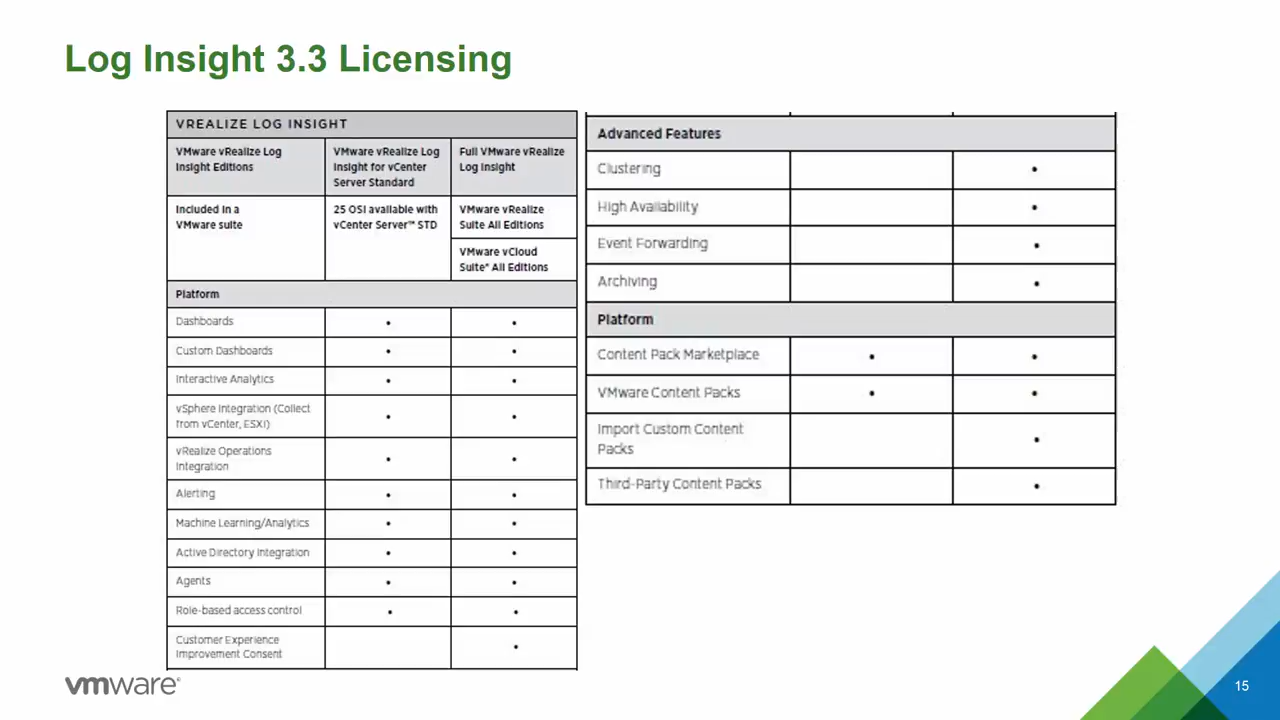 Log Insight 3.3 Licensing
VREALIZE LOG INSIGHT
VMware vRealize Log
Insight Editions
VMware vRealize Log
Insight for vCenter
Server Standard
Full VMware vRealize
Log Insight
Included in a
VMware suite
25 OSI available with
vCenter Server™ STD
VMware vRealize
Suite All Editions
VMware vCloud
Suite® All Editions
Platform
Dashboards • •
Custom Dashboards • •
Interactive Analytics • •
vSphere Integration (Collect
from vCenter, ESXi) • •
vRealize Operations
Integration • •
Alerting • •
Machine Learning/Analytics • •
Active Directory Integration • •
Agents • •
Role-based access control • •
Customer Experience
Improvement Consent •
Advanced Features
Clustering •
High Availability •
Event Forwarding •
Archiving •
Platform
Content Pack Marketplace • •
VMware Content Packs • •
Import Custom Content
Packs •
Third-Party Content Packs •
vmware®
15